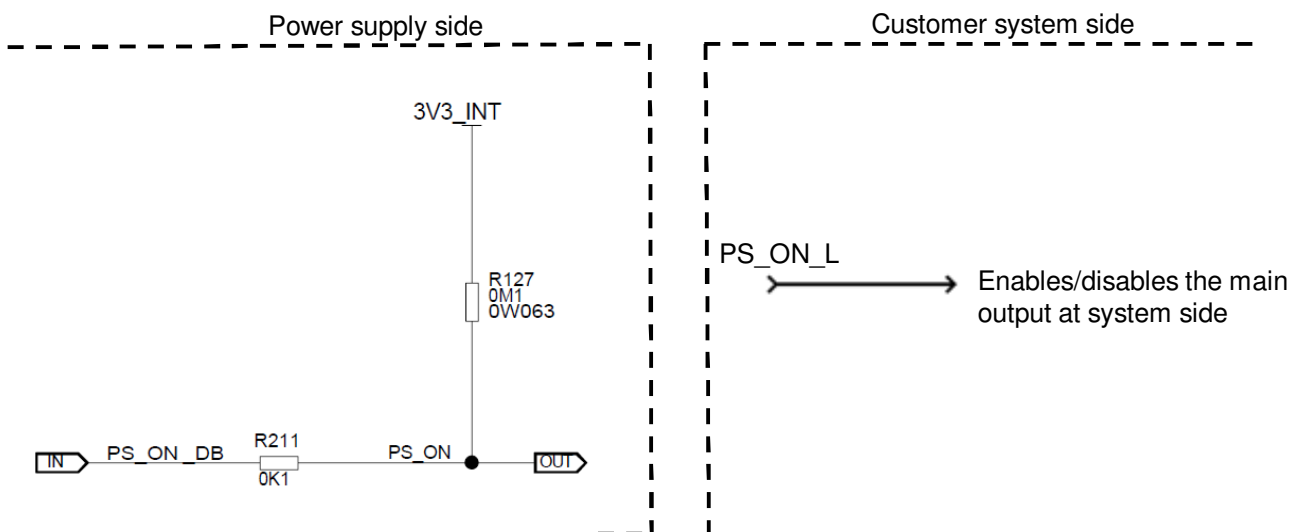 Power supply side
Customer system side
3V3_INT
R127
0M1
0W063
PS_ON_L
Enables/disables the main
output at system side
IN
PS_ON_DB
R211
0K1
PS_ON
OUT